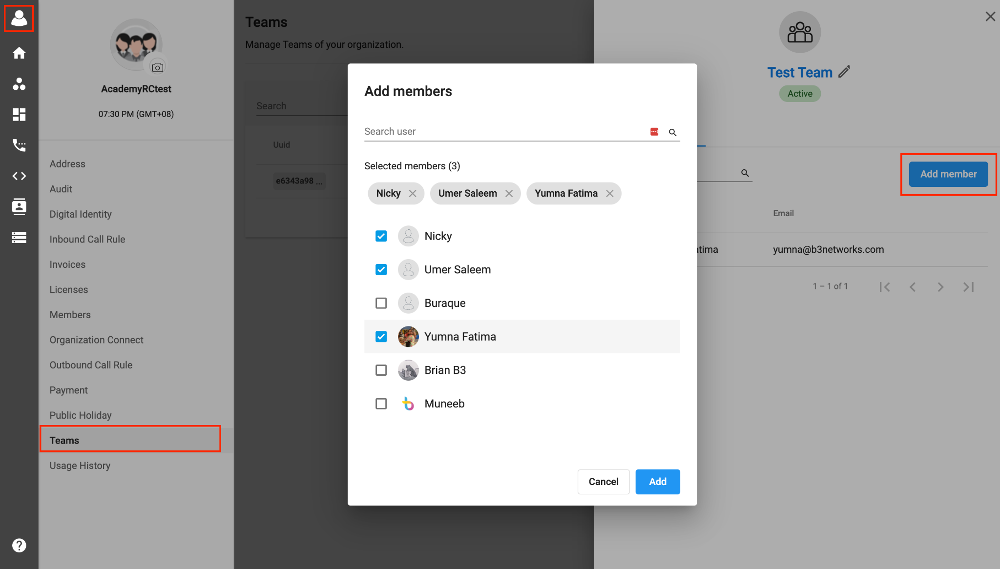 AcademyRCtest
07:30 PM (GMT+08)
Address
Audit
Digital Identity
Inbound Call Rule
Invoices
Licenses
Members
Organization Connect
Outbound Call Rule
Payment
Public Holiday
Teams
Usage History
Teams
Manage Teams of your organization.
Search
Uuid
e6343a98 ...
Add members
Search user
Selected members (3)
Nicky
Umer Saleem
Yumna Fatima
Nicky
Umer Saleem
Buraque
Yumna Fatima
Brian B3
Muneeb
Cancel
Add
Test Team
Active
Add member
Email
atima
yumna@b3networks.com
1 – 1 of 1